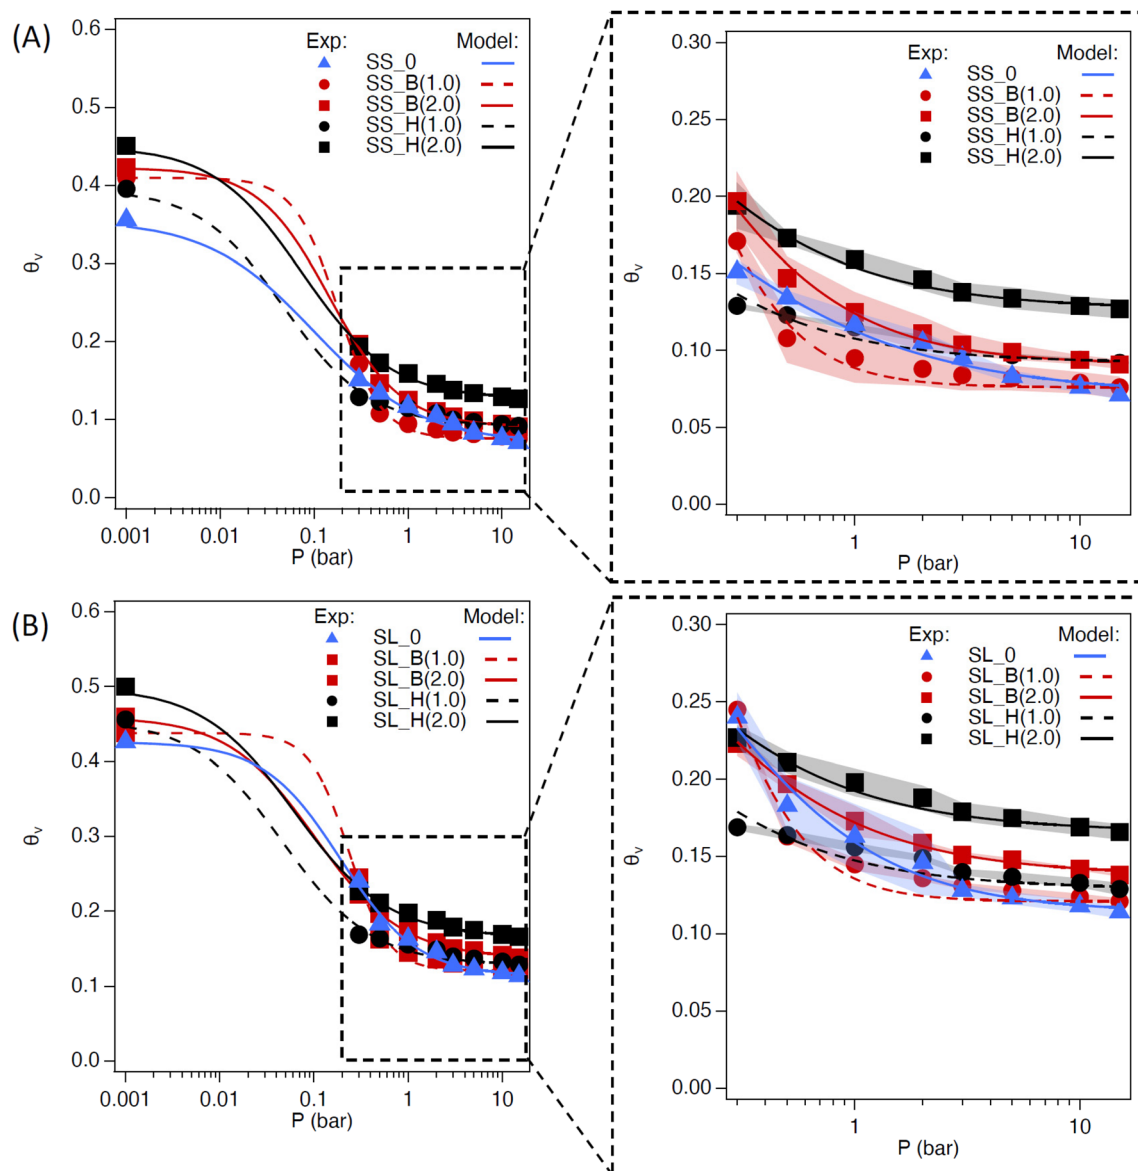 (A)
0.6
0.5
0.4
0.3
0.2
0.1
0.0
θv
0.001
0.01
0.1
1
10
P (bar)
Exp: Model:
SS_0
SS_B(1.0)
SS_B(2.0)
SS_H(1.0)
SS_H(2.0)
0.30
0.25
0.20
0.15
0.10
0.05
0.00
θv
1
10
P (bar)
Exp: Model:
SS_0
SS_B(1.0)
SS_B(2.0)
SS_H(1.0)
SS_H(2.0)
(B)
0.6
0.5
0.4
0.3
0.2
0.1
0.0
θv
0.001
0.01
0.1
1
10
P (bar)
Exp: Model:
SL_0
SL_B(1.0)
SL_B(2.0)
SL_H(1.0)
SL_H(2.0)
0.30
0.25
0.20
0.15
0.10
0.05
0.00
θv
1
10
P (bar)
Exp: Model:
SL_0
SL_B(1.0)
SL_B(2.0)
SL_H(1.0)
SL_H(2.0)